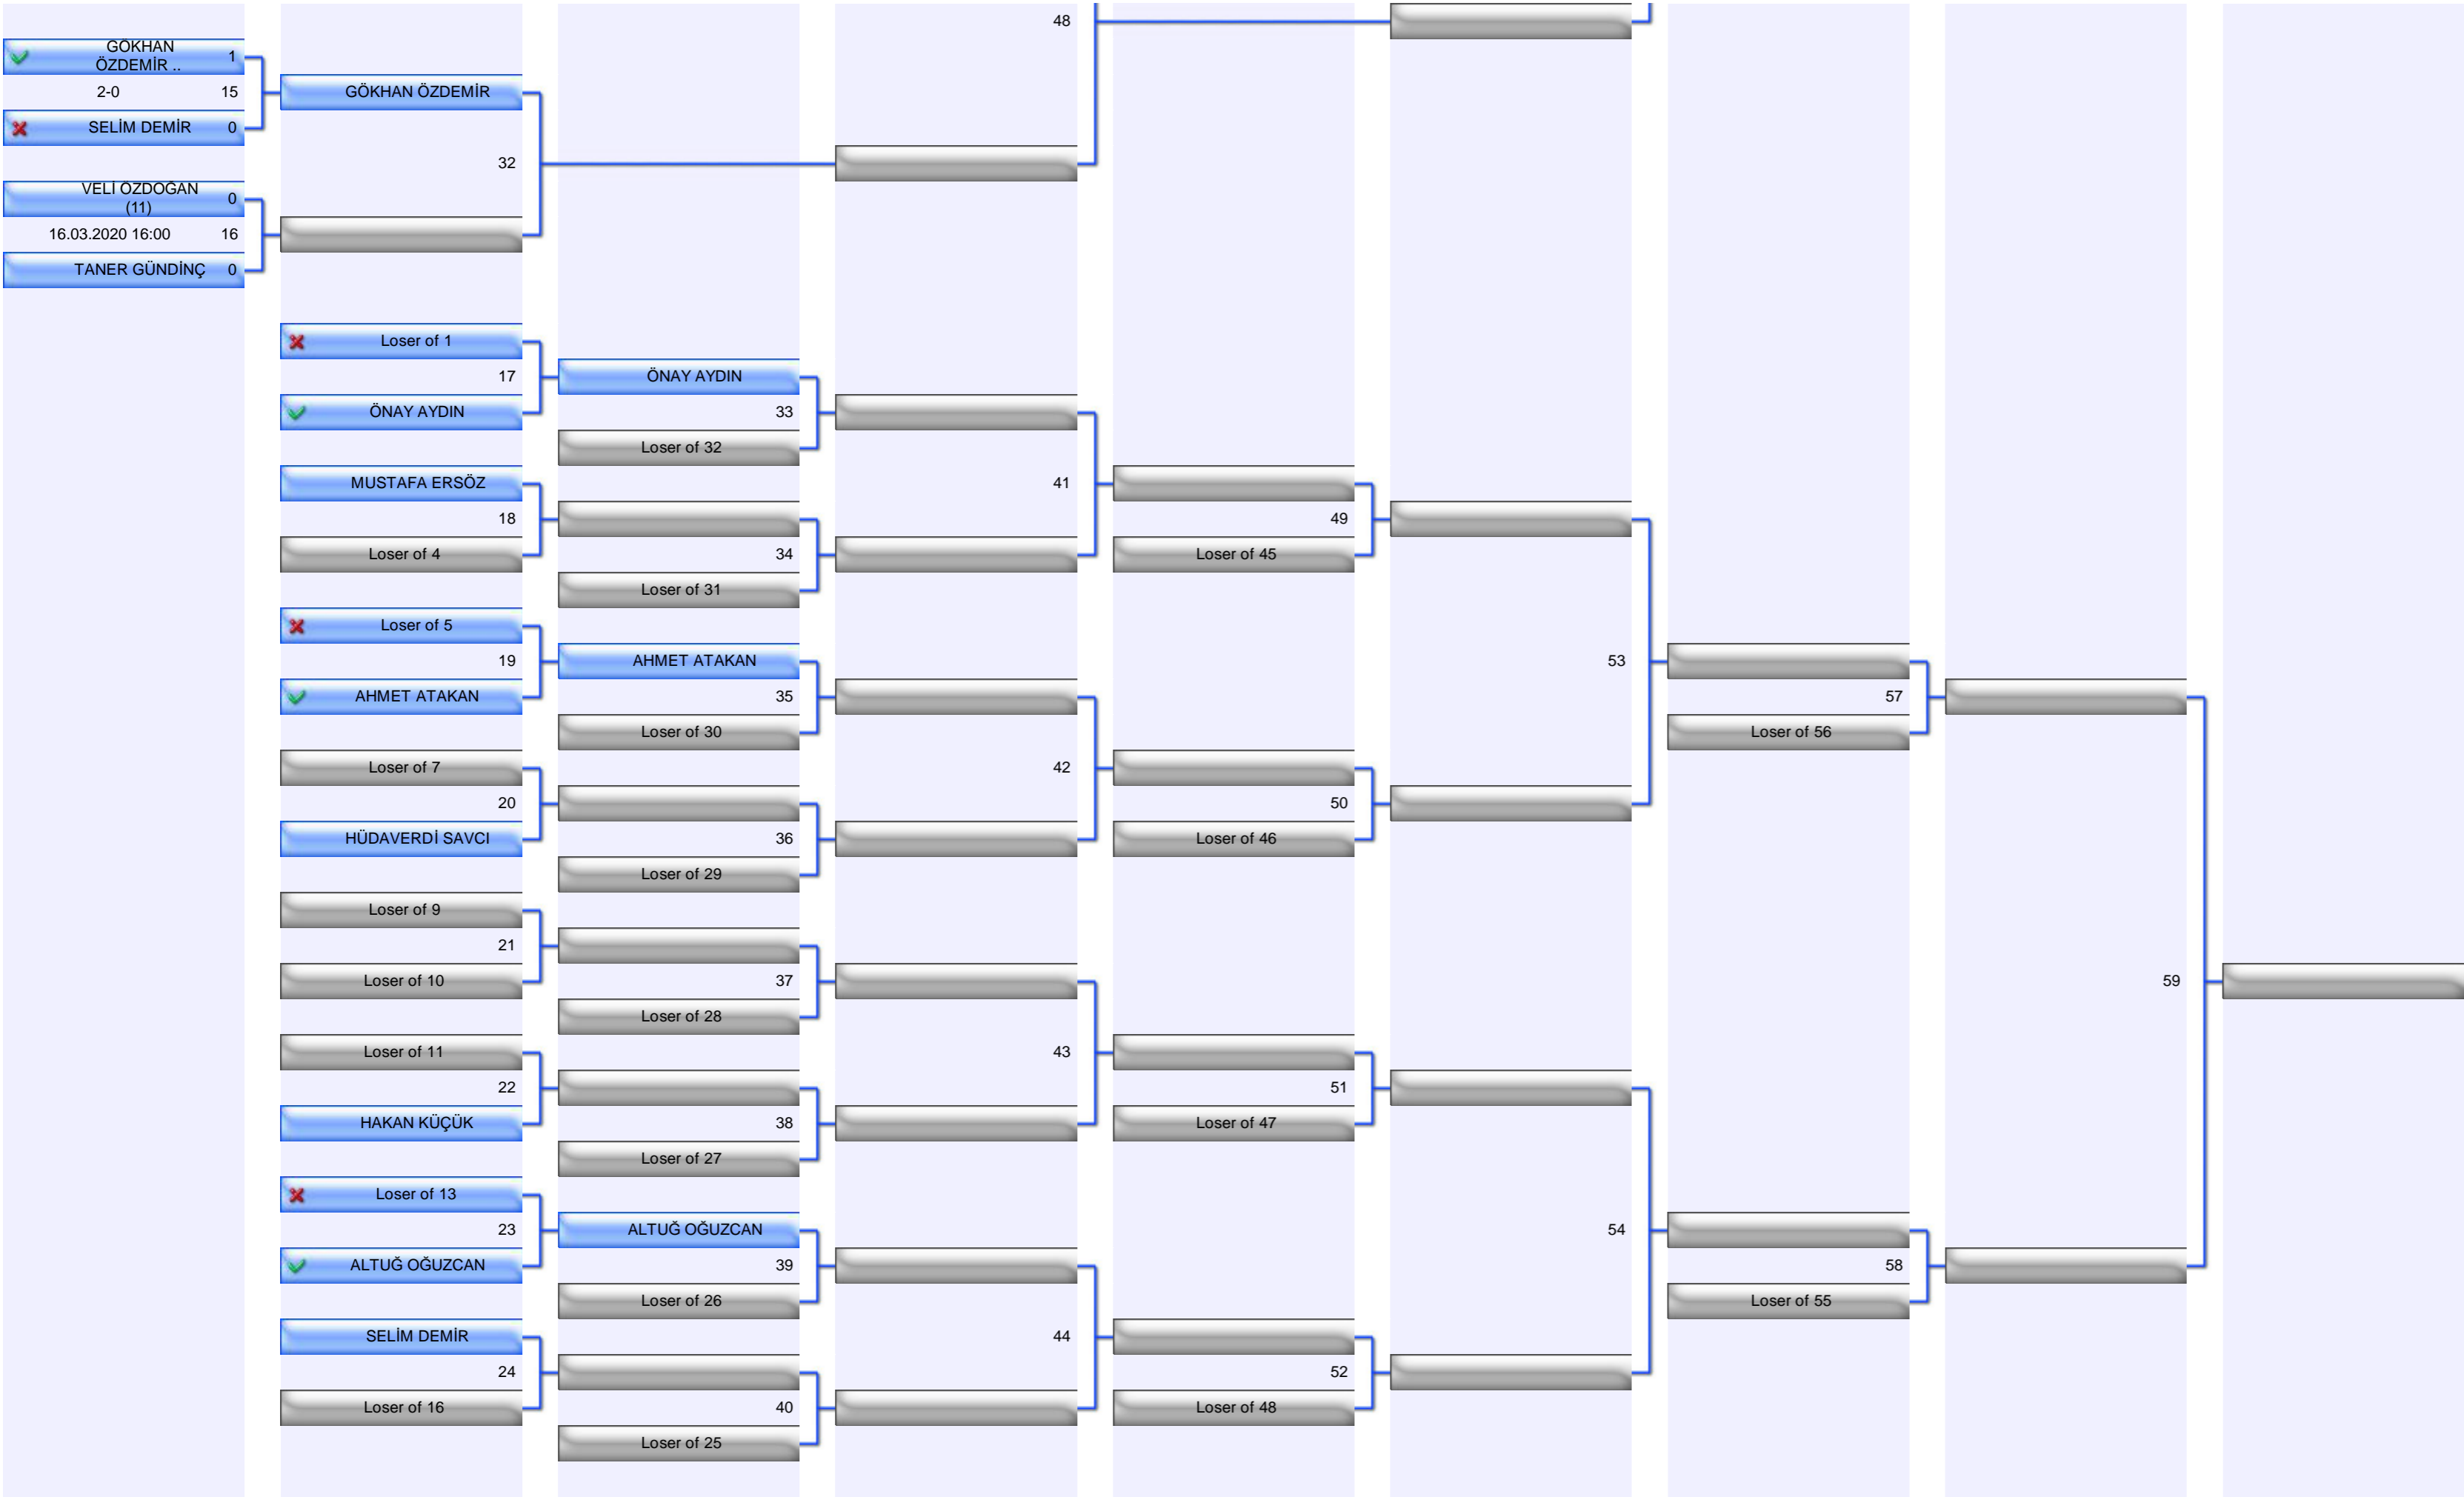 48
GÖKHAN
ÖZDEMİR ..
1
2-0
15
GÖKHAN ÖZDEMİR
SELİM DEMİR
0
32
VELİ ÖZDOĞAN
(11)
0
16.03.2020 16:00
16
TANER GÜNDİNÇ
0
Loser of 1
17
ÖNAY AYDIN
ÖNAY AYDIN
33
Loser of 32
MUSTAFA ERSÖZ
41
18
49
Loser of 4
34
Loser of 45
Loser of 31
Loser of 5
19
AHMET ATAKAN
53
AHMET ATAKAN
35
57
Loser of 30
Loser of 56
Loser of 7
42
20
50
HÜDAVERDİ SAVCI
36
Loser of 46
Loser of 29
Loser of 9
21
Loser of 10
37
59
Loser of 28
Loser of 11
43
22
51
HAKAN KÜÇÜK
38
Loser of 47
Loser of 27
Loser of 13
23
ALTUĞ OĞUZCAN
54
ALTUĞ OĞUZCAN
39
58
Loser of 26
Loser of 55
SELİM DEMİR
44
24
52
Loser of 16
40
Loser of 48
Loser of 25